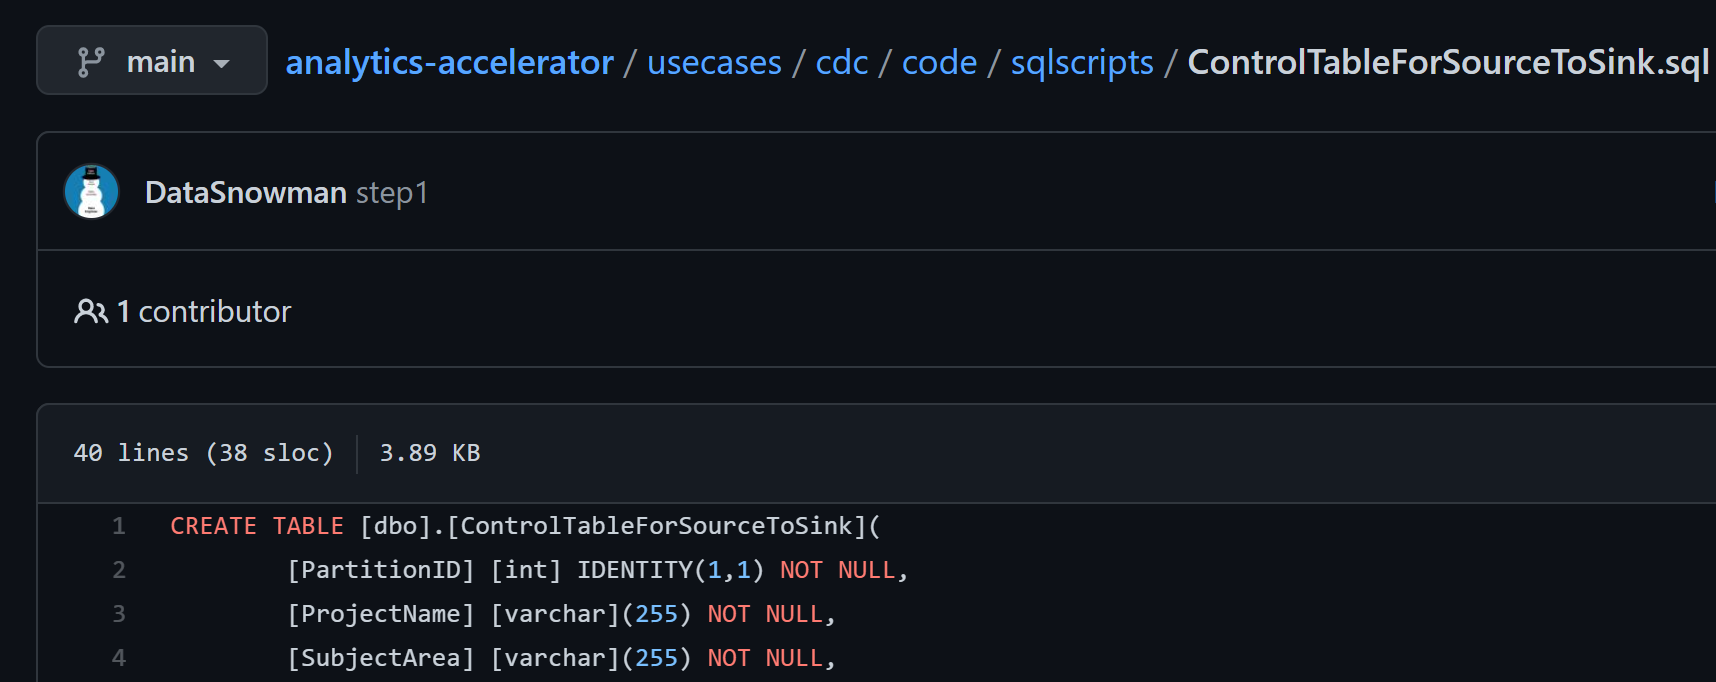 main analytics-accelerator / usecases / cdc / code / sqlscripts / ControlTableForSourceToSink.sql
DataSnowman step1
1 contributor
40 lines (38 sloc) 3.89 KB
1 CREATE TABLE [dbo].[ControlTableForSourceToSink](
2 [PartitionID] [int] IDENTITY(1,1) NOT NULL,
3 [ProjectName] [varchar](255) NOT NULL,
4 [SubjectArea] [varchar](255) NOT NULL,